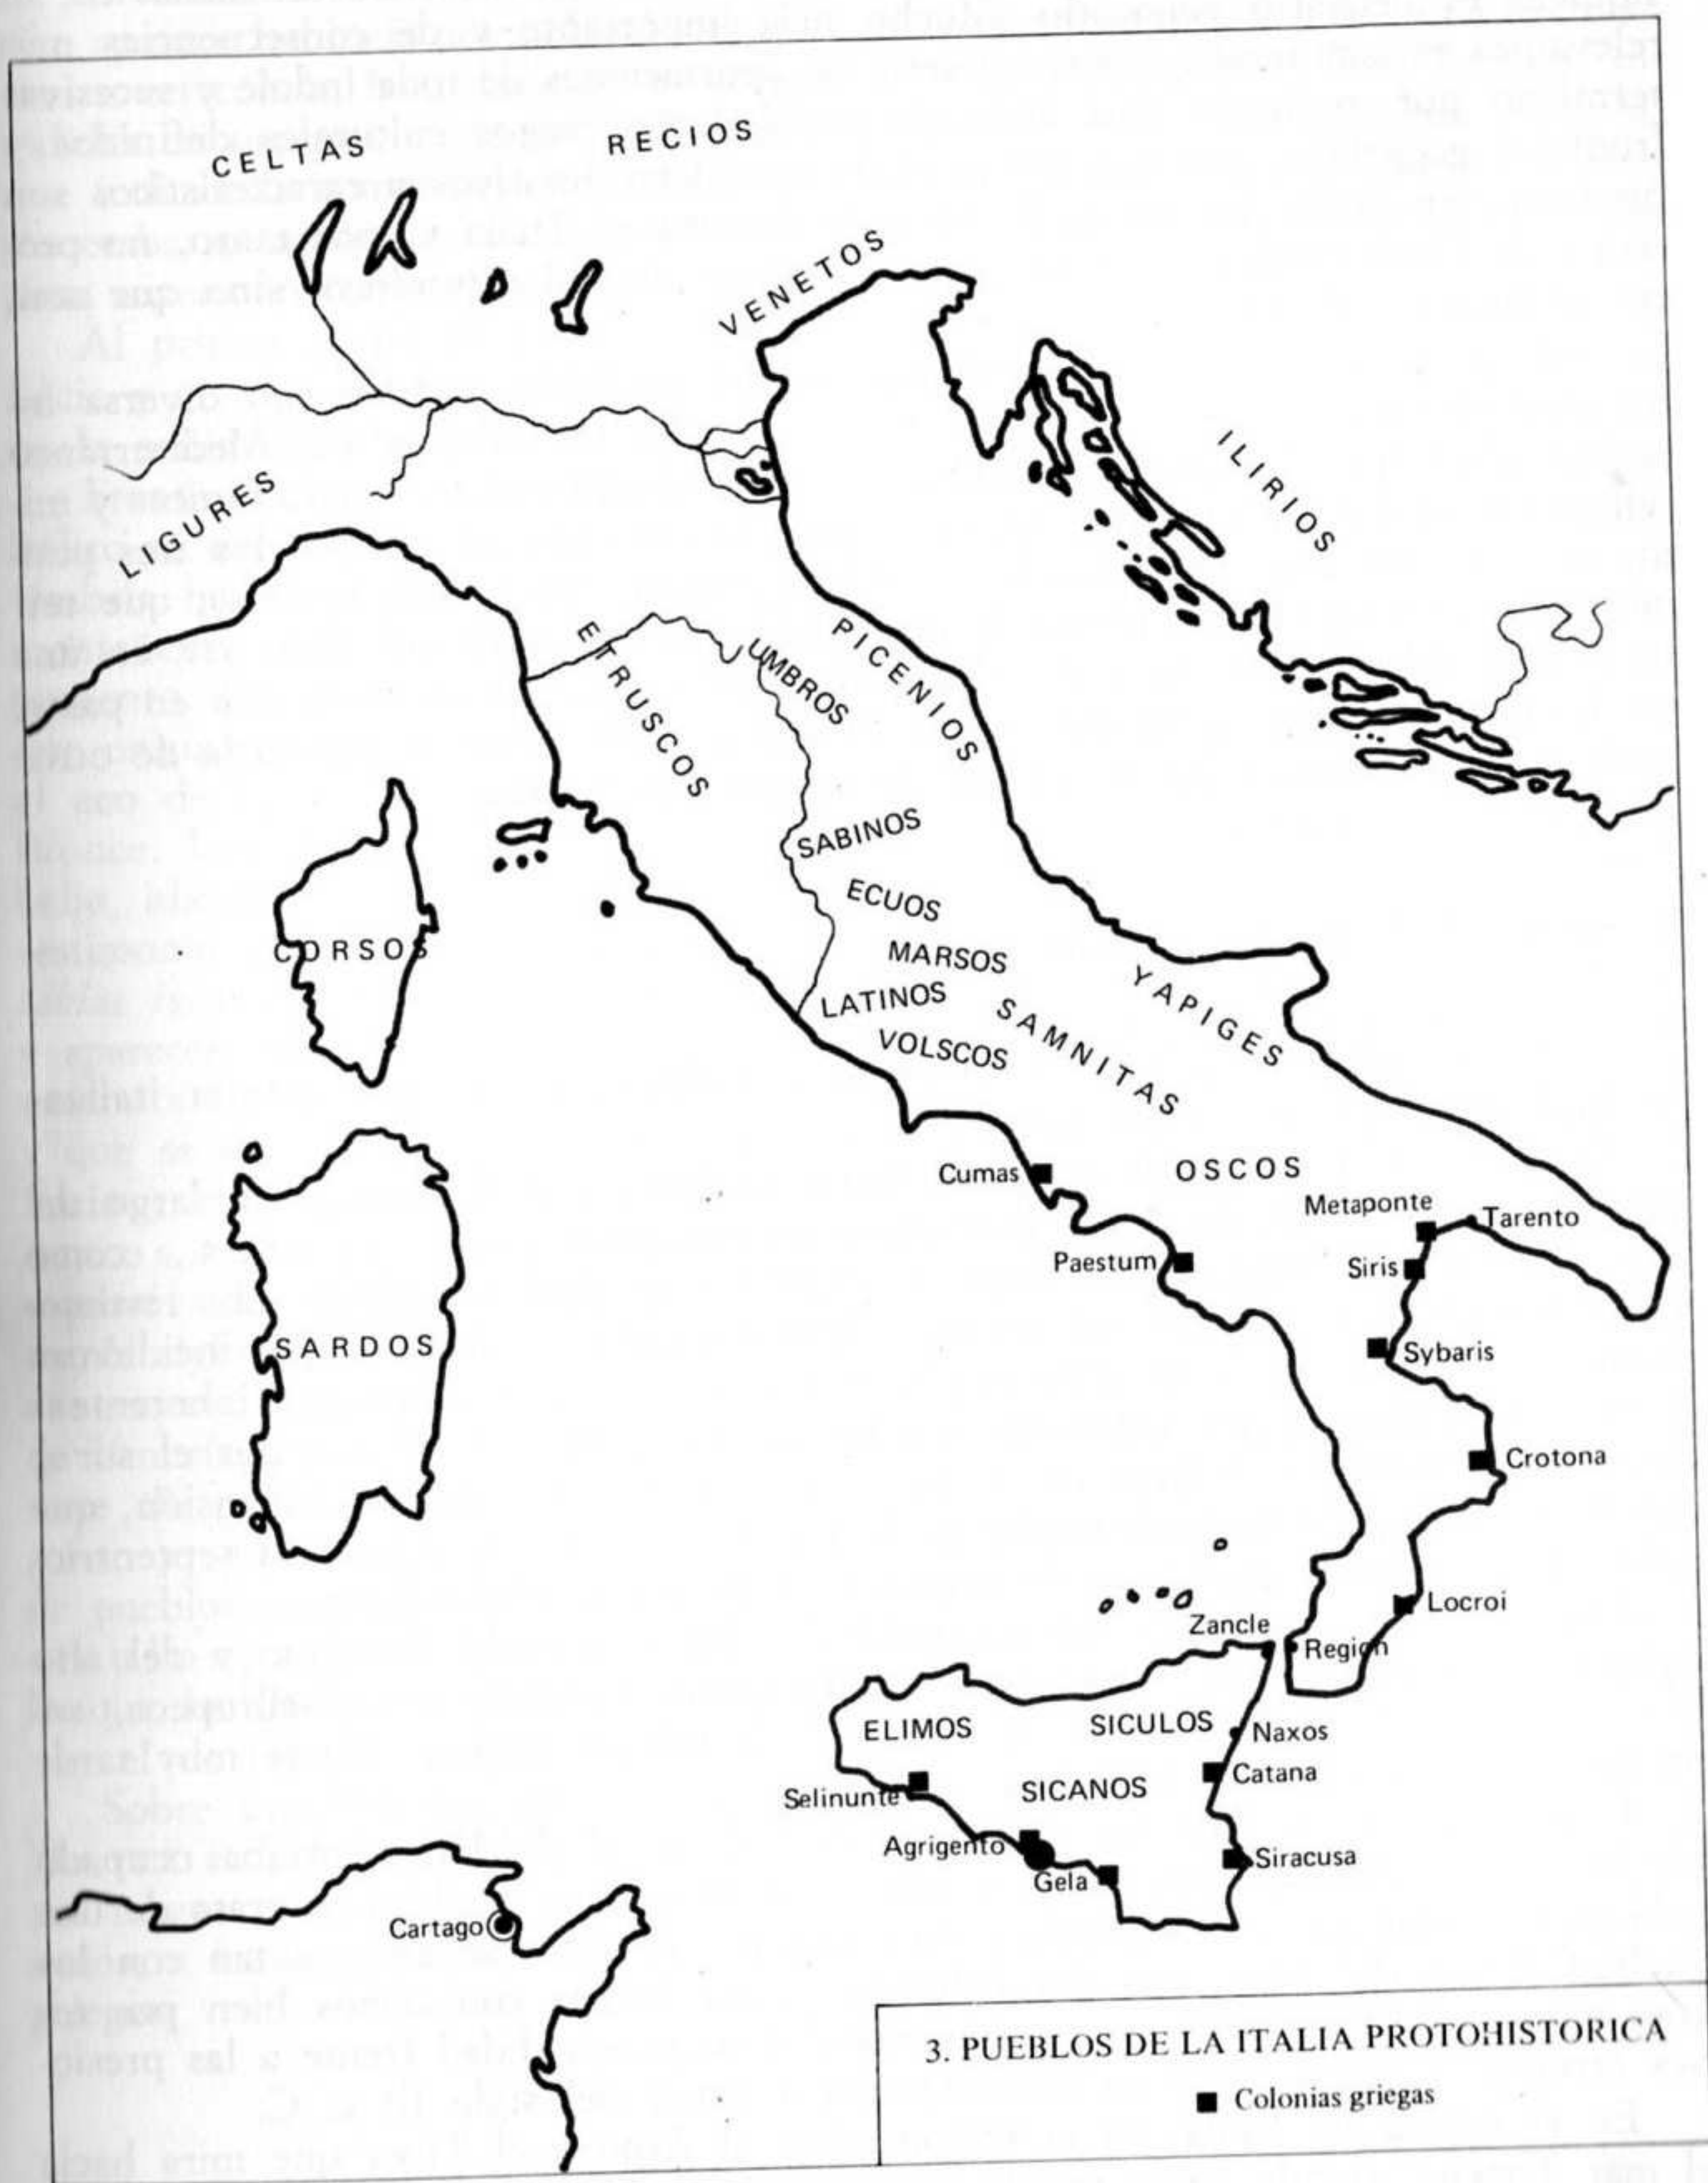 CELTAS
RECIOS
VENETOS
ILIRIOS
LIGURES
ETRUSCOS
UMBROS
PICENIOS
SABINOS
ECUOS
MARSOS
LATINOS
VOLSCOS
SAMNITAS
YAPIGES
CORSOS
SARDOS
OSCOS
Cumas
Paestum
Metaponte
Tarento
Siris
Sybaris
Crotona
Locroi
Zancle
Region
ELIMOS
SICULOS
Naxos
SICANOS
Catana
Selinunte
Agrigento
Gela
Siracusa
Cartago
3. PUEBLOS DE LA ITALIA PROTOHISTORICA
■ Colonias griegas